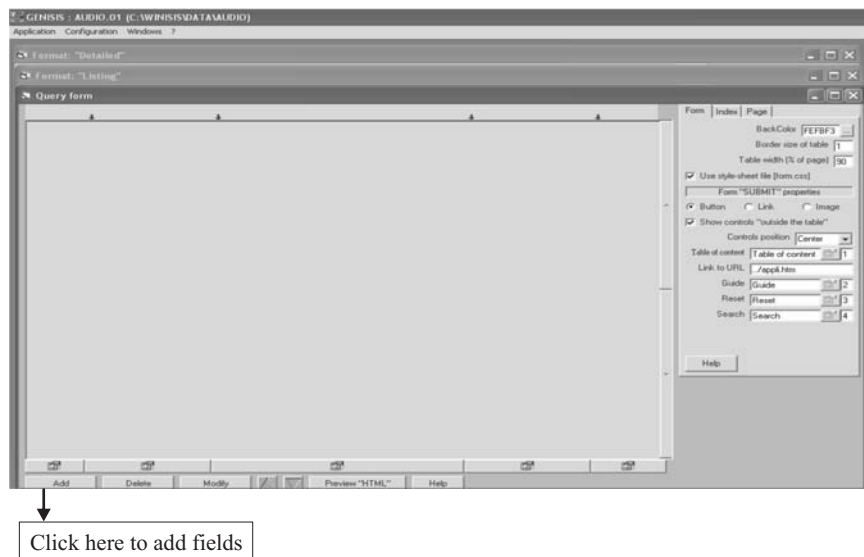 GENISIS : AUDIO.01 (C:\WINISIS\DATA\AUDIO)
Application Configuration Windows ?
Format: "Detailed"
Format: "Listing"
Query form
Form Index Page
BackColor FEFBF3 ...
Border size of table 1
Table width (% of page) 90
Use style-sheet file [form.css]
Form "SUBMIT" properties
Button Link Image
Show controls "outside the table"
Controls position Center
Table of content Table of content 1
Link to URL ../appli.htm
Guide Guide 2
Reset Reset 3
Search Search 4
Help
Add Delete Modify Preview "HTML" Help
Click here to add fields